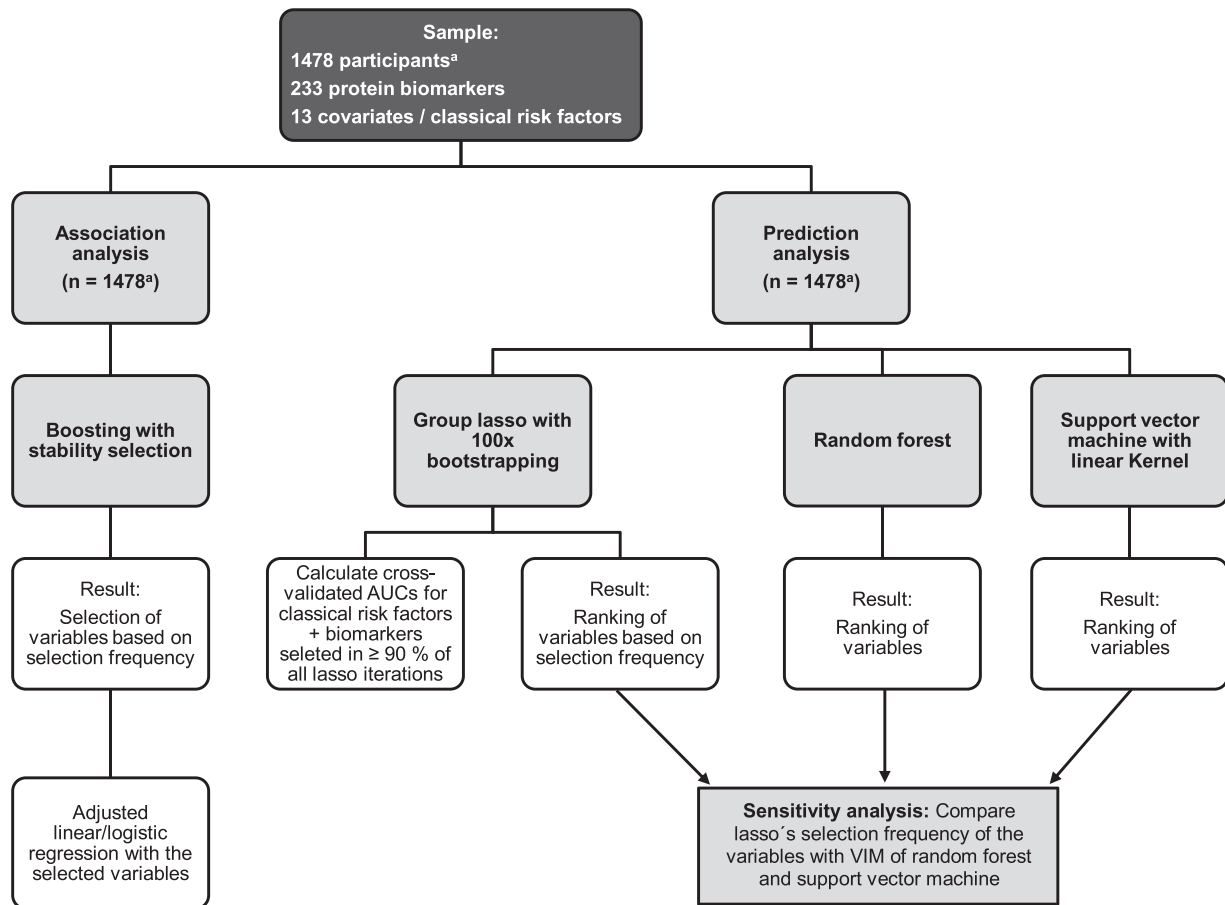 Sample:
1478 participantsᵃ
233 protein biomarkers
13 covariates / classical risk factors
Association
analysis
(n = 1478ᵃ)
Prediction
analysis
(n = 1478ᵃ)
Boosting with
stability selection
Group lasso with
100x
bootstrapping
Random forest
Support vector
machine with
linear Kernel
Result:
Selection of
variables based on
selection frequency
Calculate cross-
validated AUCs for
classical risk factors
+ biomarkers
seleted in ≥ 90 % of
all lasso iterations
Result:
Ranking of
variables based on
selection frequency
Result:
Ranking of
variables
Result:
Ranking of
variables
Adjusted
linear/logistic
regression with the
selected variables
Sensitivity analysis: Compare
lasso´s selection frequency of the
variables with VIM of random forest
and support vector machine